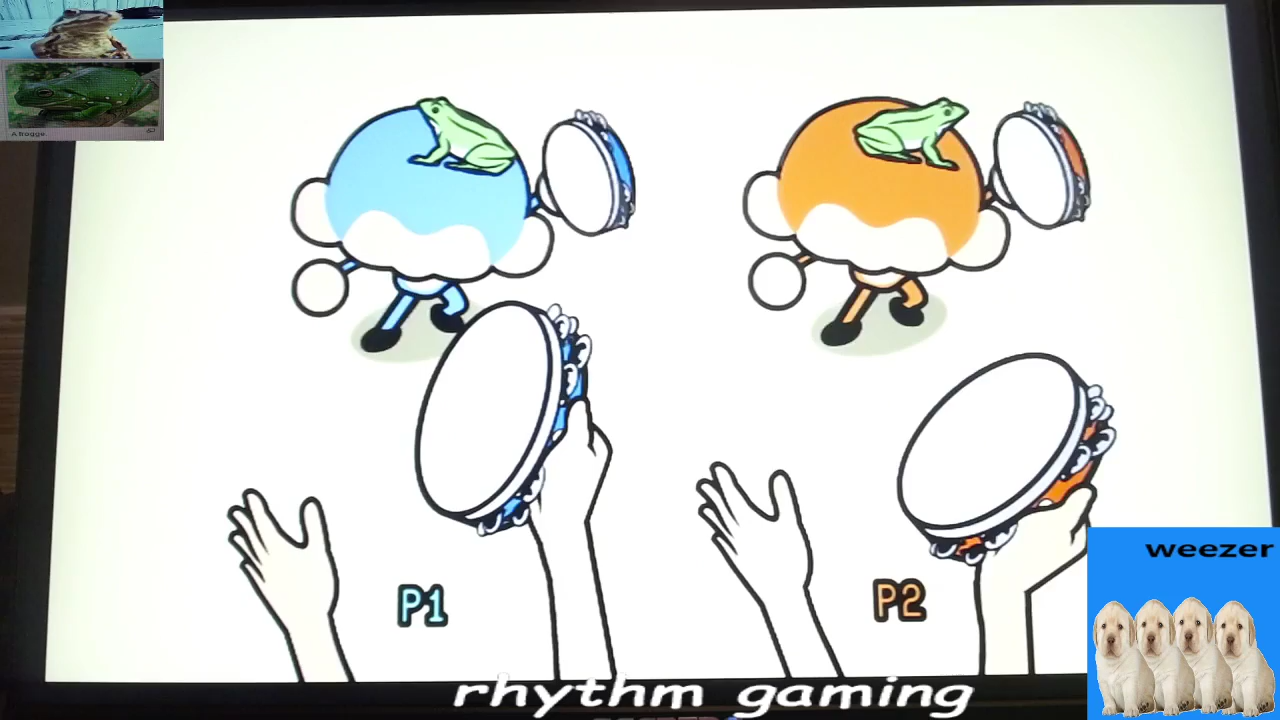 A frogge.
P1
P2
weezer
rhythm gaming